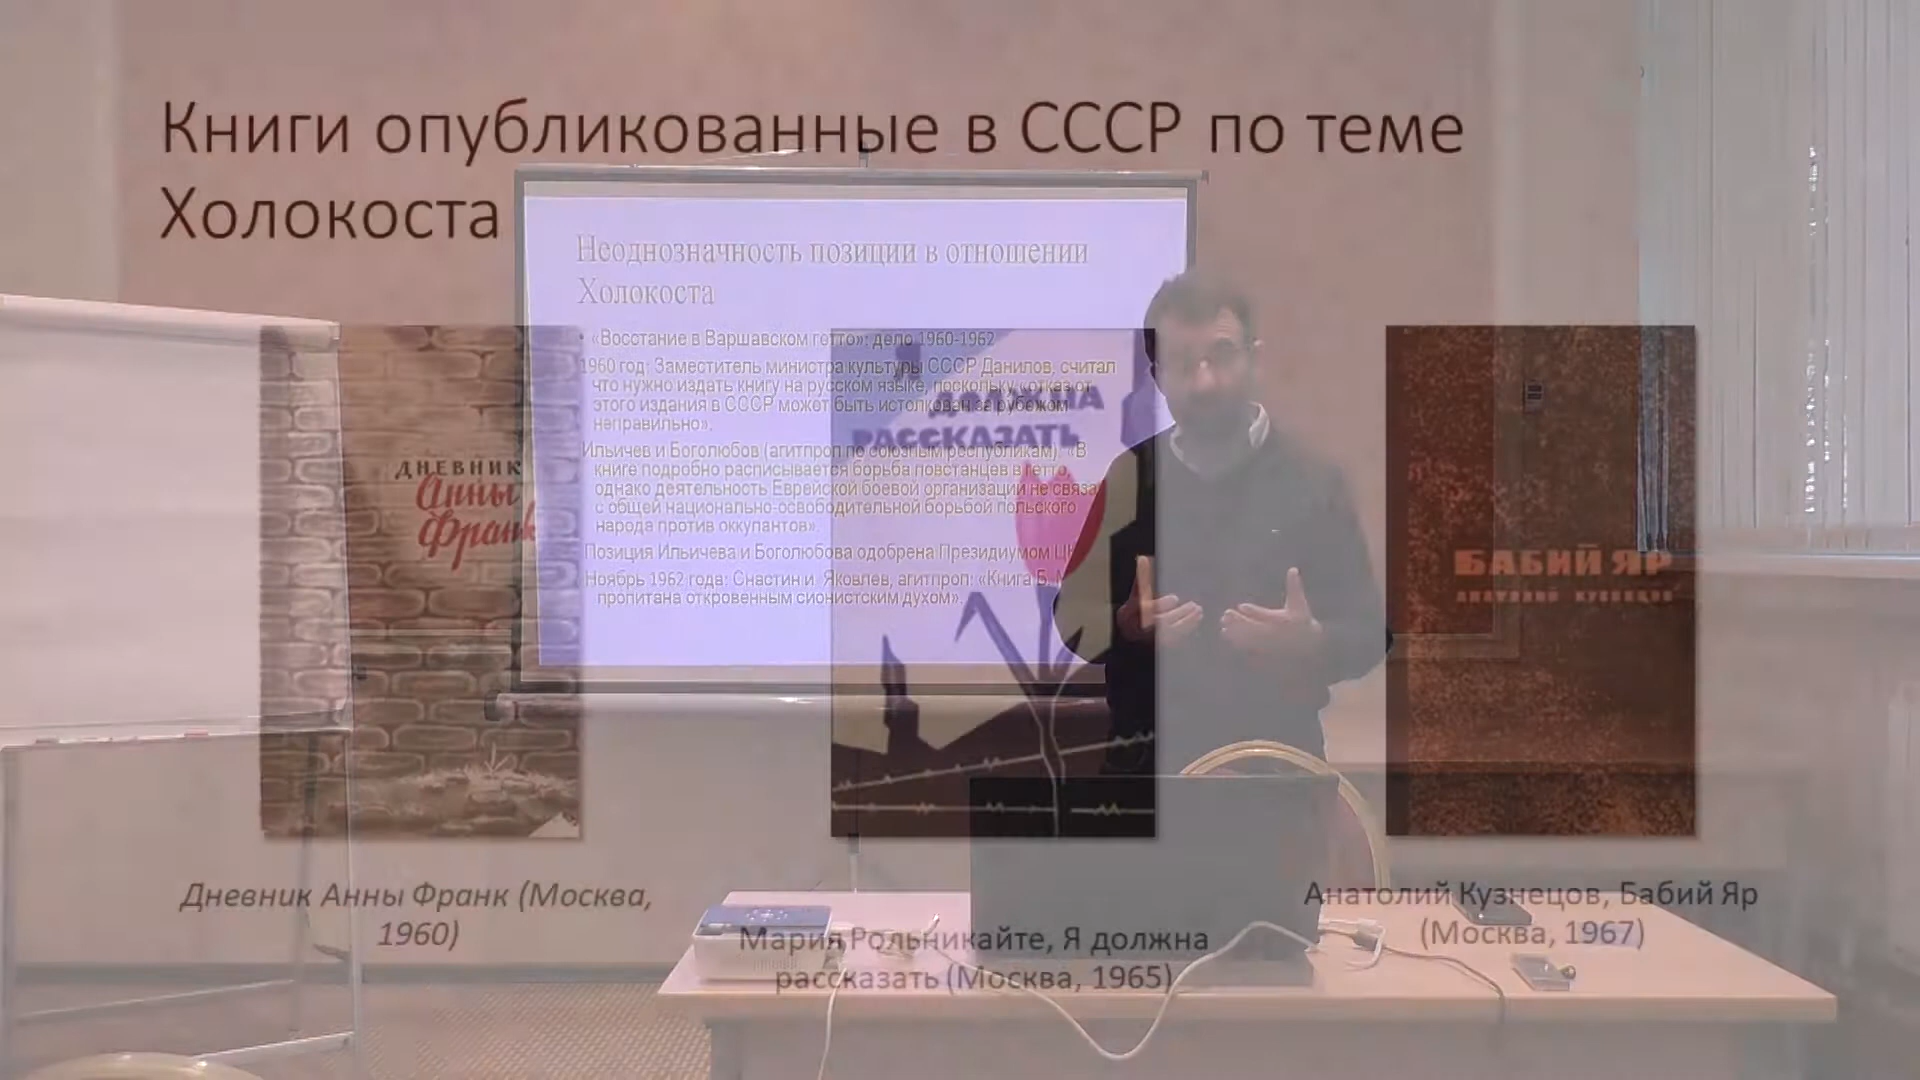 Книги опубликованные в СССР по теме
Холокоста
Неоднозначность позиции в отношении
Холокоста
• «Восстание в Варшавском гетто»: дело 1960-1962
1960 год: Заместитель министра культуры СССР Данилов, считал
что нужно издать книгу на русском языке, поскольку «отказ от
этого издания в СССР может быть истолкован за рубежом
неправильно».
Ильичев и Боголюбов (агитпроп по союзным республикам): «В
книге подробно расписывается борьба повстанцев в гетто,
однако деятельность Еврейской боевой организации не связа
с общей национально-освободительной борьбой польского
народа против оккупантов».
Позиция Ильичева и Боголюбова одобрена Президиумом ЦК
Ноябрь 1962 года: Снастин и Яковлев, агитпроп: «Книга Б.
пропитана откровенным сионистским духом».
ДНЕВНИК
Анны
Франк
Я
ДОЛЖНА
РАССКАЗАТЬ
БАБИЙ ЯР
АНАТОЛИЙ КУЗНЕЦОВ
Дневник Анны Франк (Москва,
1960)
Мария Рольникайте, Я должна
рассказать (Москва, 1965)
Анатолий Кузнецов, Бабий Яр
(Москва, 1967)